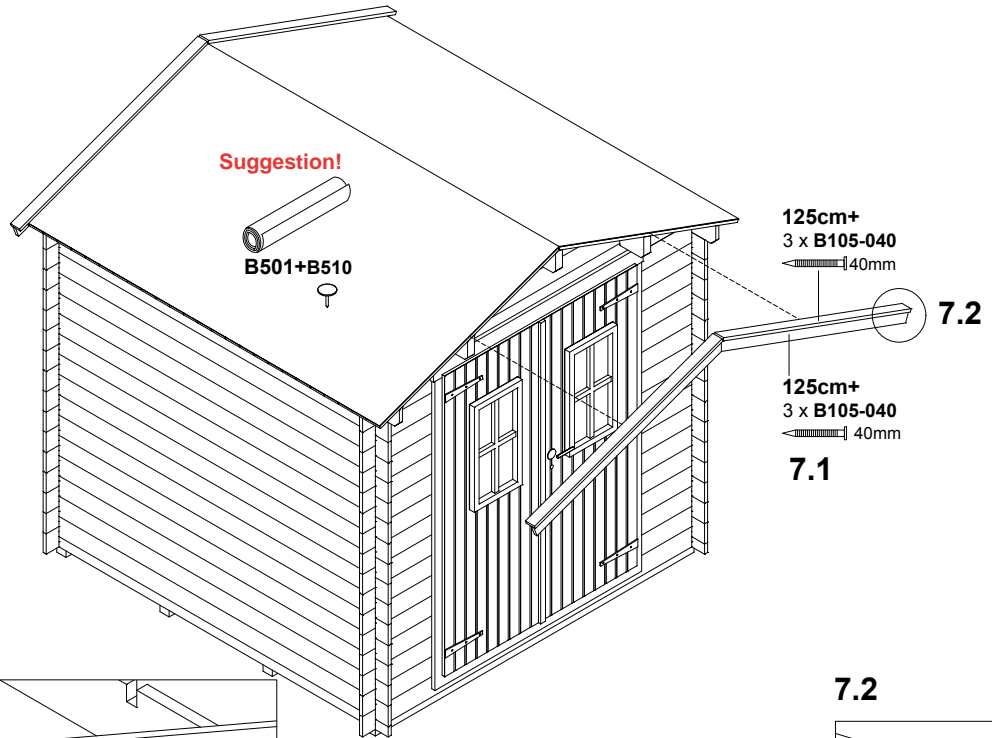 Suggestion!
B501+B510
125cm+
3 x B105-040
40mm
7.2
125cm+
3 x B105-040
40mm
7.1
7.2